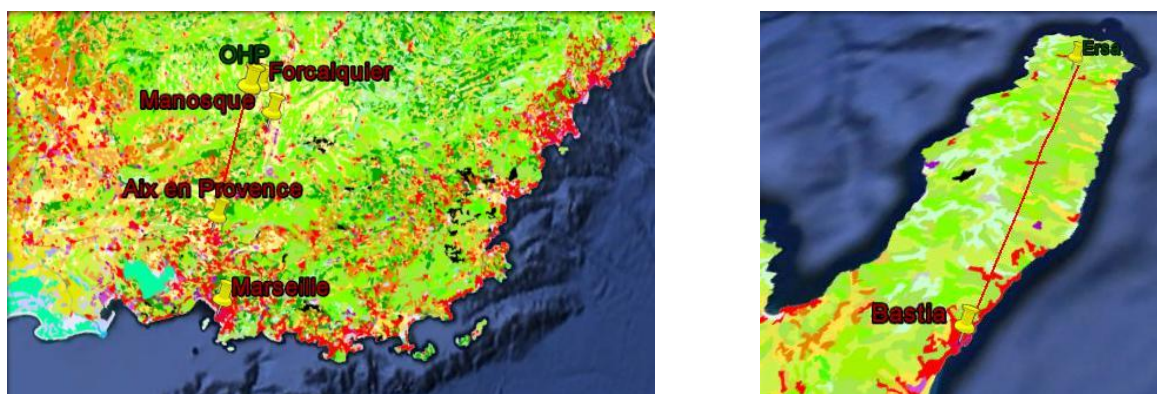 OHP
Forcalquier
Manosque
Aix en Provence
Marseille
Ersa
Bastia